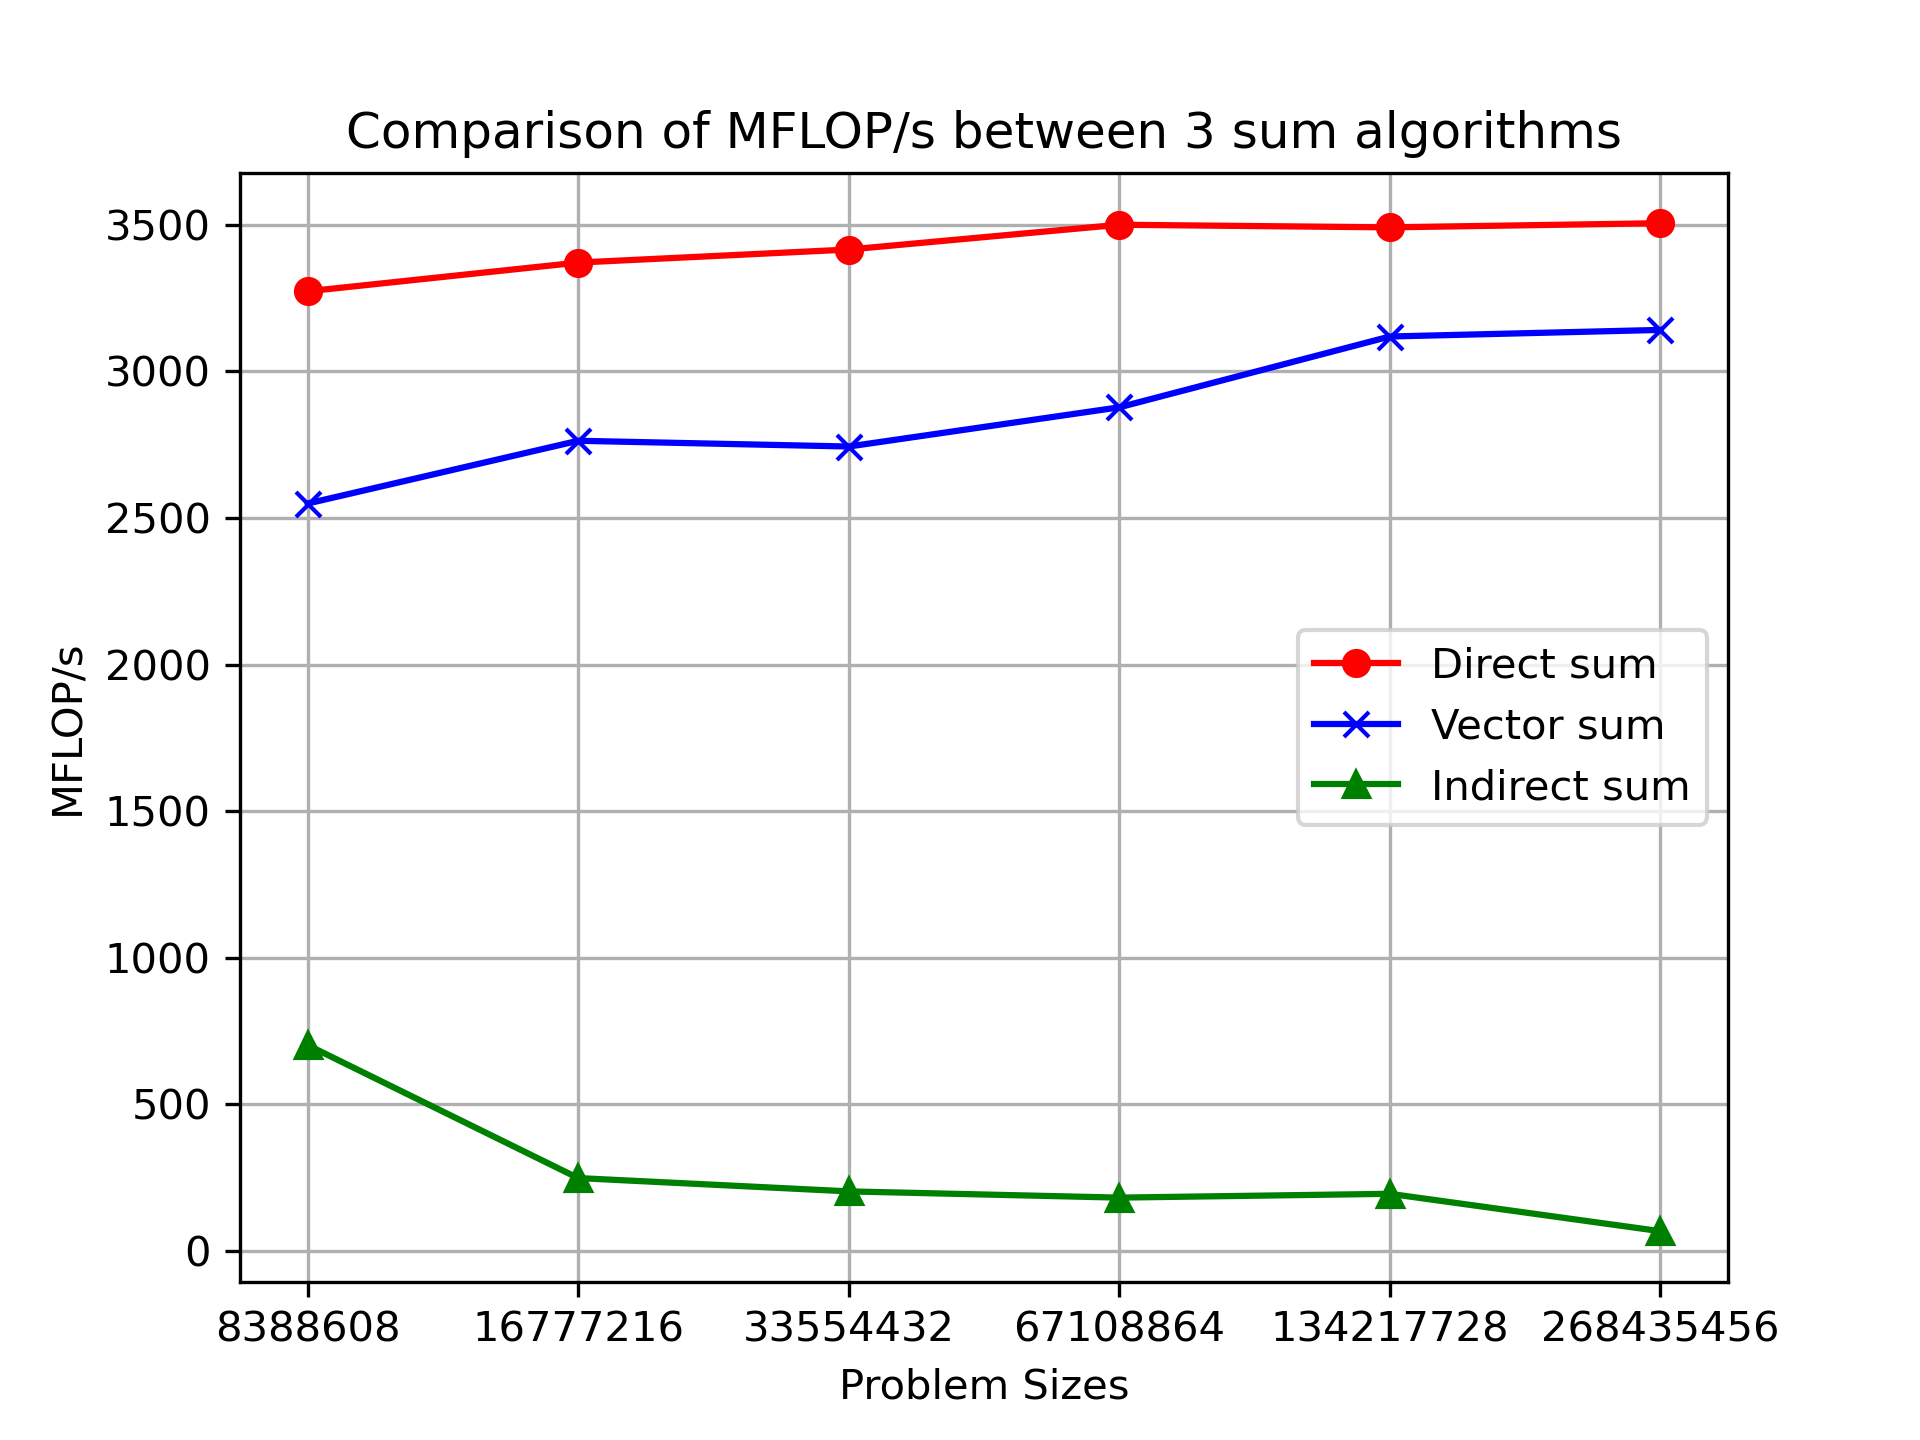 Comparison of MFLOP/s between 3 sum algorithms
3500
3000
2500
2000
1500
1000
500
0
MFLOP/s
Direct sum
Vector sum
Indirect sum
8388608 16777216 33554432 67108864 134217728 268435456
Problem Sizes